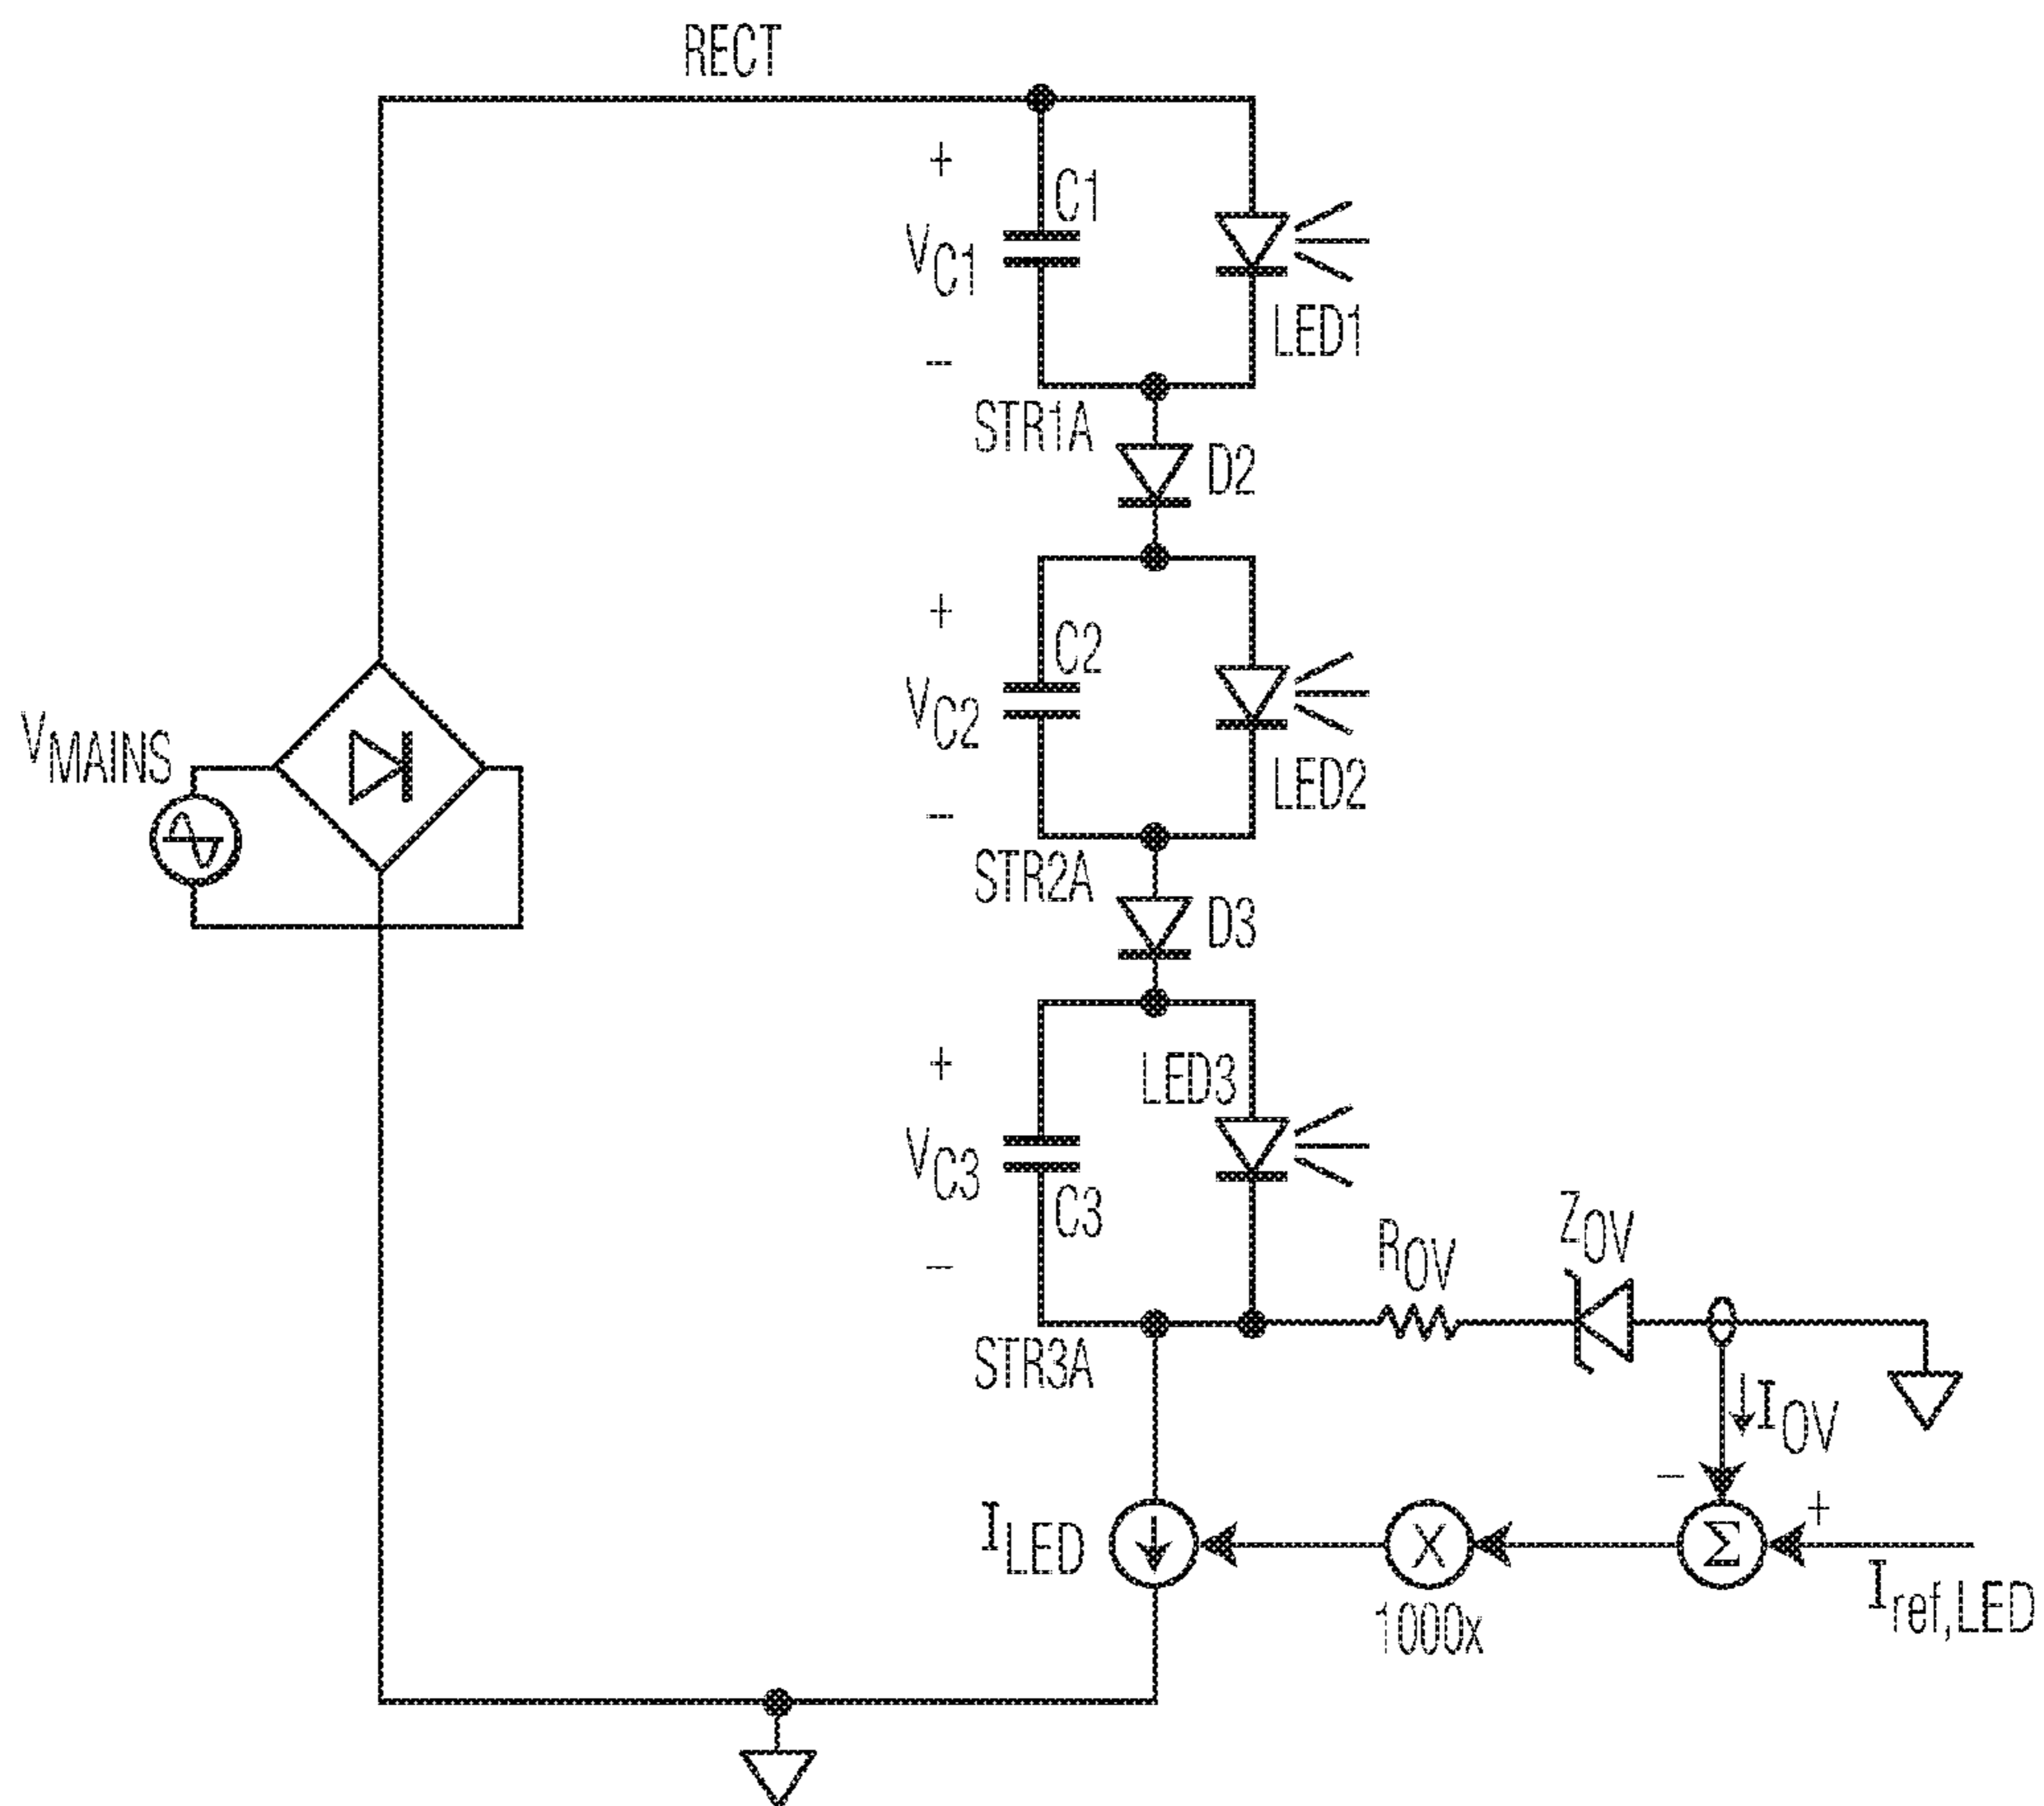 RECT
+
C1
VC1
LED1
−
STR1A
D2
+
C2
VC2
VMAINS
LED2
−
STR2A
D3
+
LED3
VC3
C3
−
ROV
ZOV
STR3A
IOV
−
+
ILED
X
Σ
Iref,LED
1000x